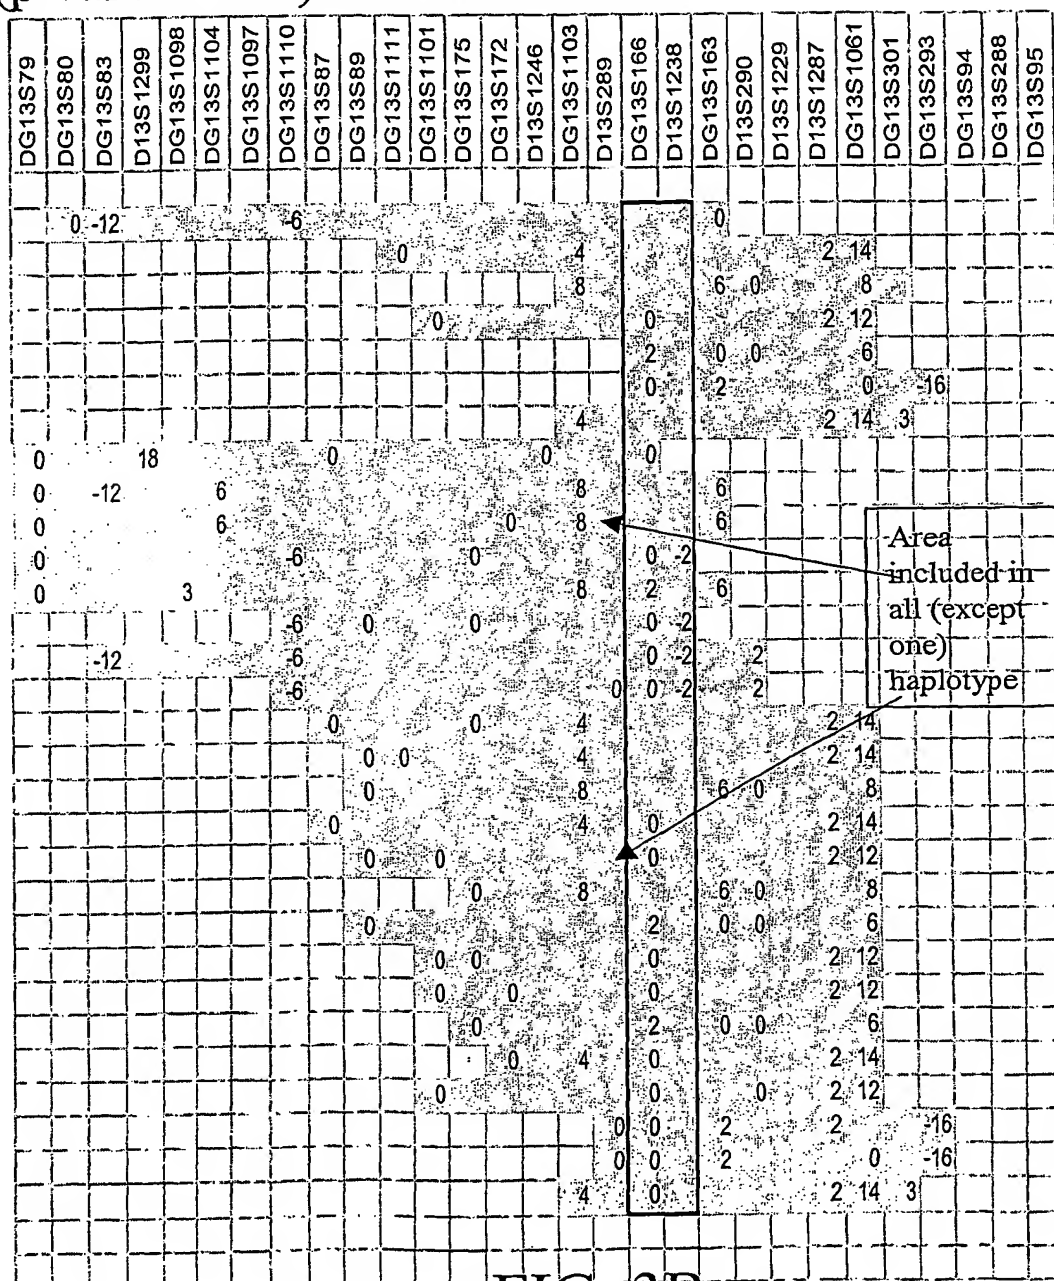 DG13S79 DG13S80 DG13S83 D13S1299 DG13S1098 DG13S1104 DG13S1097 DG13S1110 DG13S87 DG13S89 DG13S1111 DG13S1101 DG13S175 DG13S172 D13S1246 DG13S1103 D13S289 DG13S166 D13S1238 DG13S163 D13S290 D13S1229 D13S1287 DG13S1061 DG13S301 DG13S293 DG13S94 DG13S288 DG13S95
0 -12 -6 0
0 4 2 14
8 6 0 8
0 0 2 12
2 0 0 6
0 2 0 -16
4 2 14 3
0 18 0 0 0
0 -12 6 8 6
0 6 0 8 6
0 -6 0 0 -2
0 3 8 2 6
-6 0 0 0 -2
-12 -6 0 -2 2
-6 0 0 -2 2
Area
included in
all (except
one)
haplotype
0 0 4 2 14
0 0 4 2 14
0 8 6 0 8
0 4 0 2 14
0 0 0 2 12
0 8 6 0 8
0 2 0 0 6
0 0 0 2 12
0 0 0 2 12
0 2 0 0 6
0 4 0 2 14
0 0 0 2 12
0 0 2 2 -16
0 0 2 0 -16
4 0 2 14 3
FIG. 3B